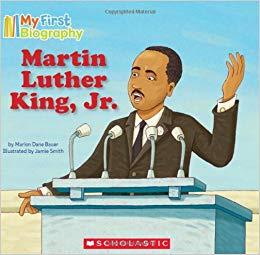 My First
Biography
Martin
Luther
King, Jr.
by Marion Dane Bauer
Illustrated by Jamie Smith
SCHOLASTIC